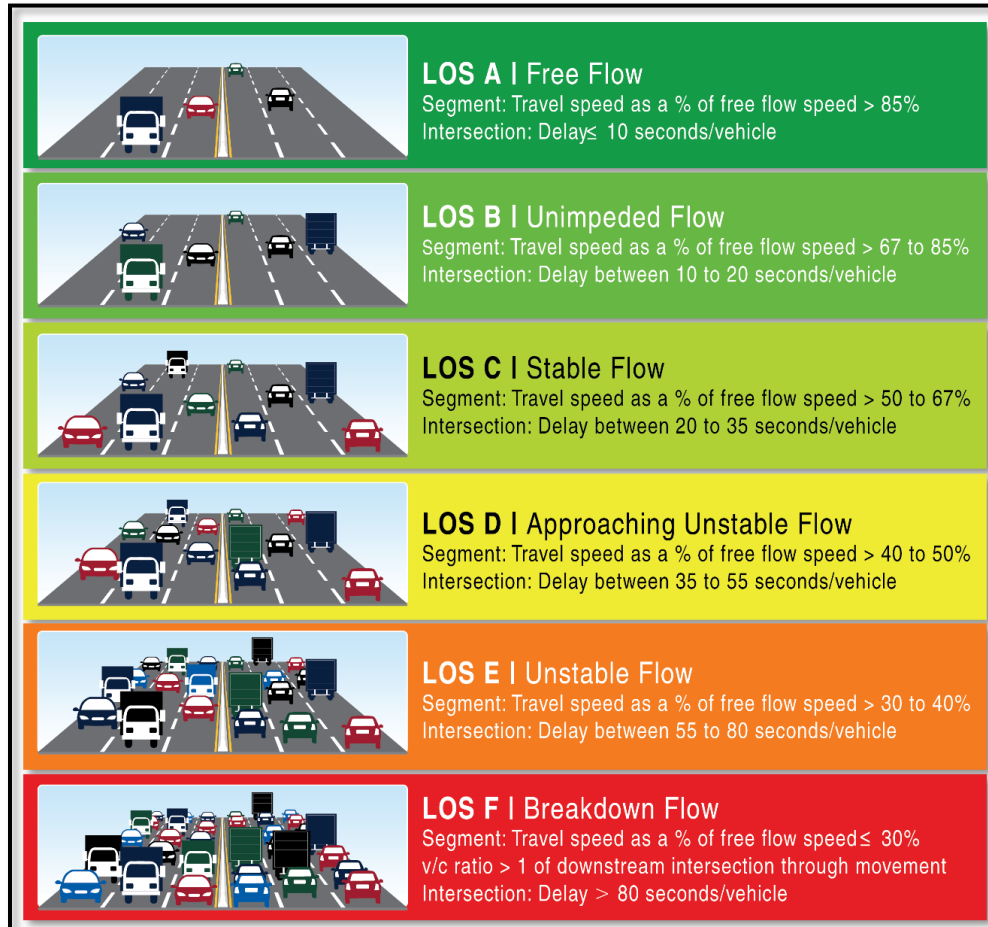 LOS A | Free Flow
Segment: Travel speed as a % of free flow speed > 85%
Intersection: Delay≤ 10 seconds/vehicle
LOS B | Unimpeded Flow
Segment: Travel speed as a % of free flow speed > 67 to 85%
Intersection: Delay between 10 to 20 seconds/vehicle
LOS C | Stable Flow
Segment: Travel speed as a % of free flow speed > 50 to 67%
Intersection: Delay between 20 to 35 seconds/vehicle
LOS D | Approaching Unstable Flow
Segment: Travel speed as a % of free flow speed > 40 to 50%
Intersection: Delay between 35 to 55 seconds/vehicle
LOS E | Unstable Flow
Segment: Travel speed as a % of free flow speed > 30 to 40%
Intersection: Delay between 55 to 80 seconds/vehicle
LOS F | Breakdown Flow
Segment: Travel speed as a % of free flow speed≤ 30%
v/c ratio > 1 of downstream intersection through movement
Intersection: Delay > 80 seconds/vehicle